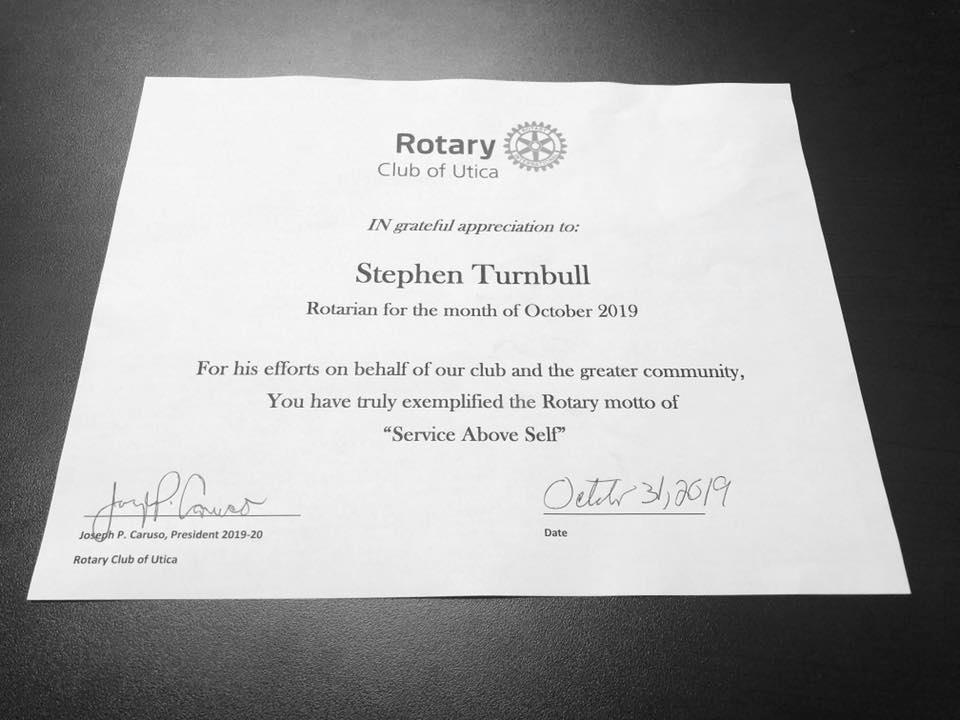 Rotary
Club of Utica
IN grateful appreciation to:
Stephen Turnbull
Rotarian for the month of October 2019
For his efforts on behalf of our club and the greater community,
You have truly exemplified the Rotary motto of
“Service Above Self”
Joseph P. Caruso
October 31, 2019
Joseph P. Caruso, President 2019-20
Date
Rotary Club of Utica